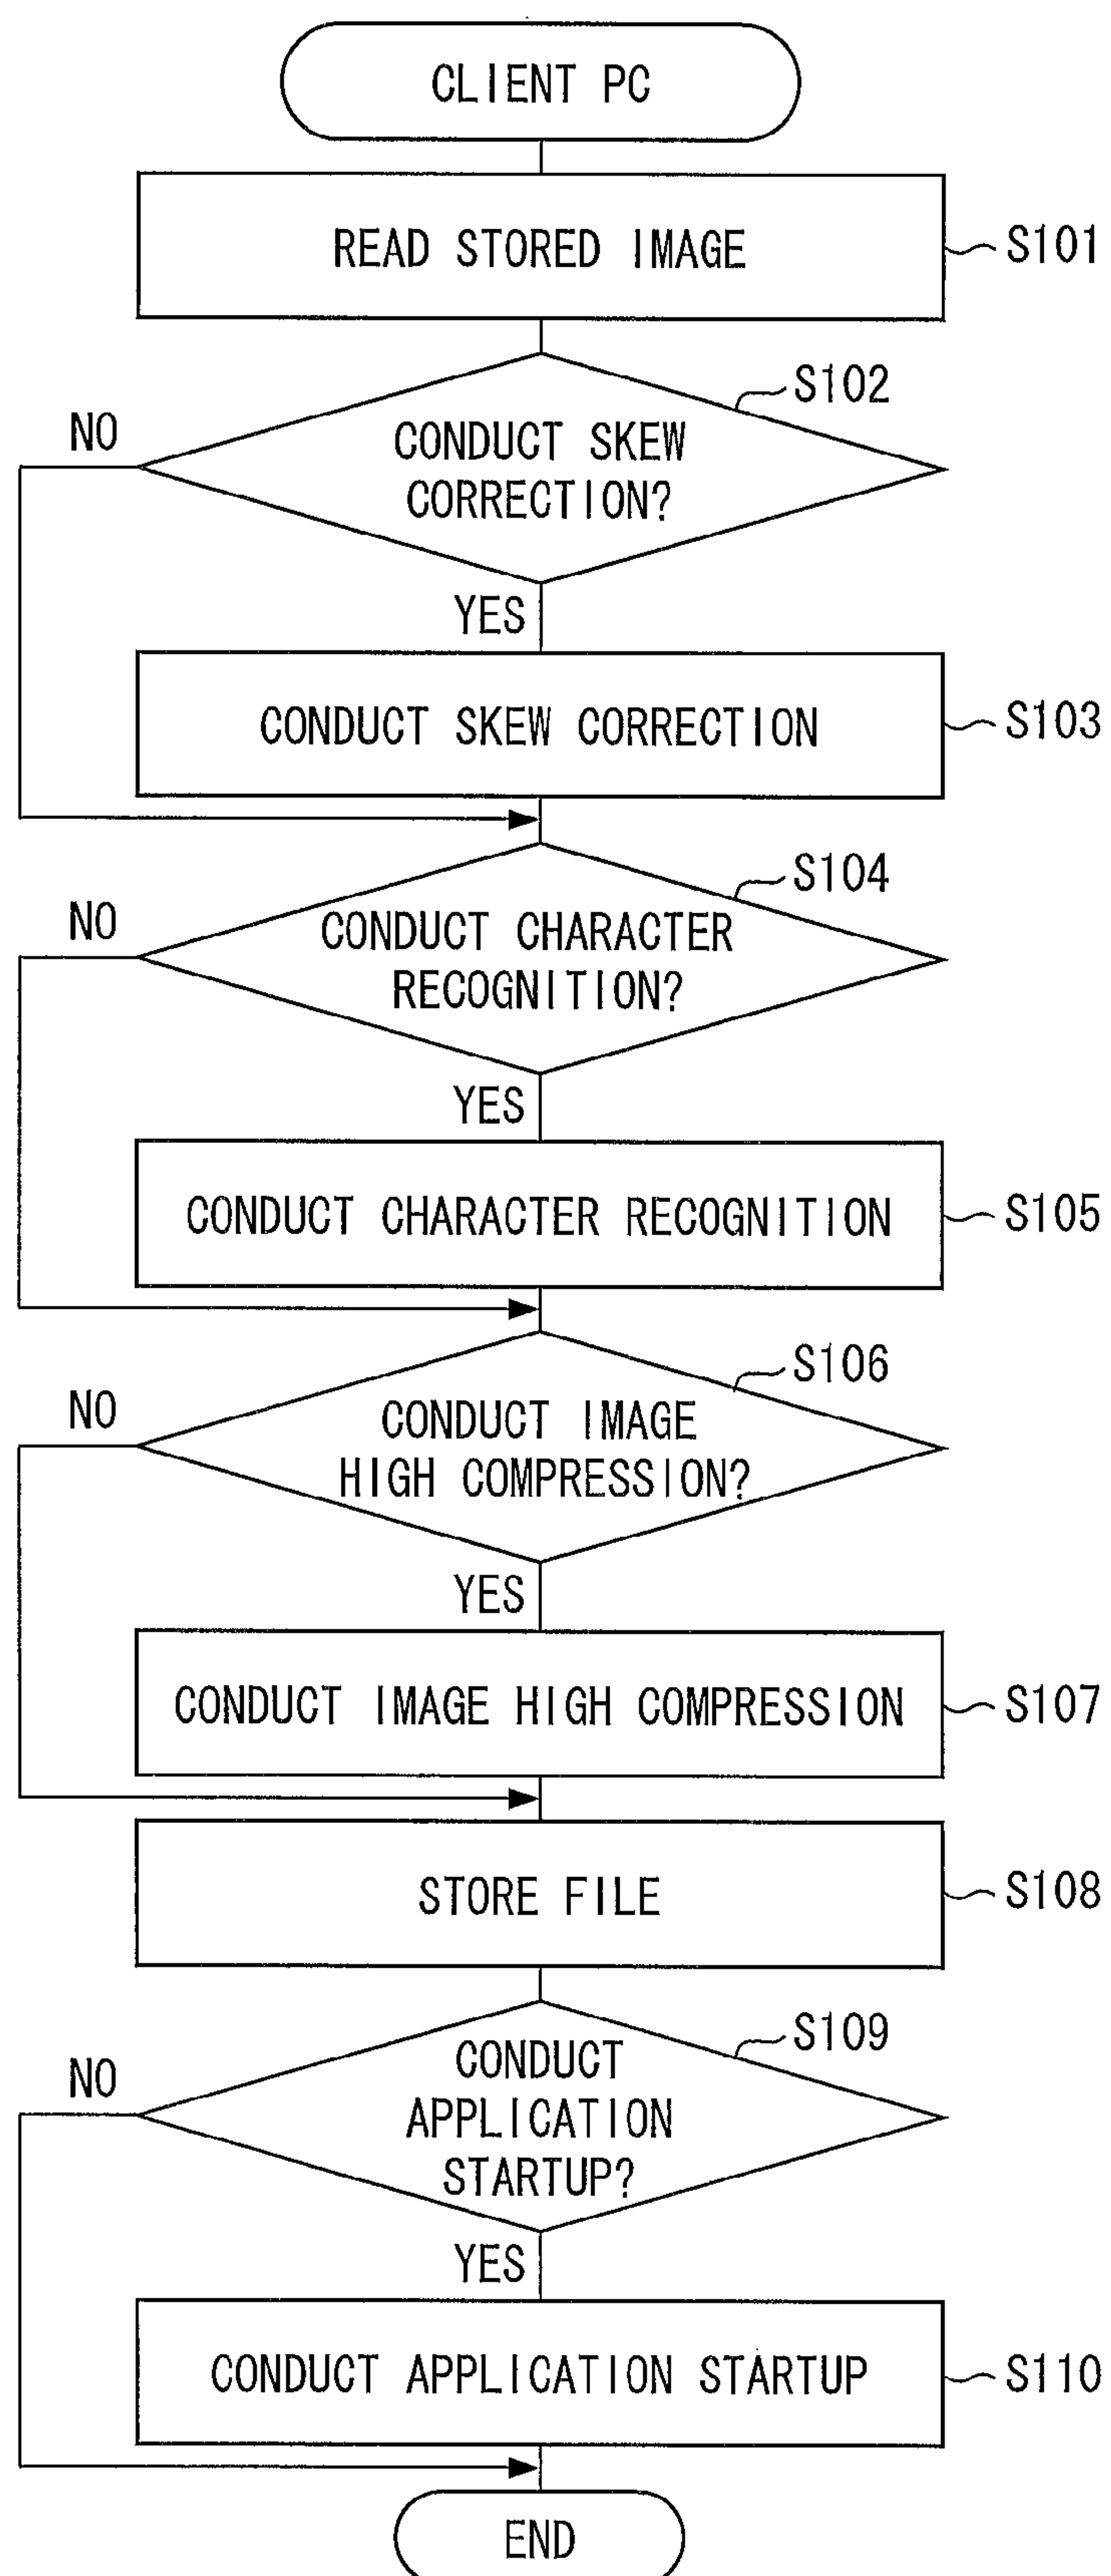 CLIENT PC
READ STORED IMAGE
S101
S102
NO
CONDUCT SKEW
CORRECTION?
YES
CONDUCT SKEW CORRECTION
S103
S104
NO
CONDUCT CHARACTER
RECOGNITION?
YES
CONDUCT CHARACTER RECOGNITION
S105
S106
NO
CONDUCT IMAGE
HIGH COMPRESSION?
YES
CONDUCT IMAGE HIGH COMPRESSION
S107
STORE FILE
S108
S109
NO
CONDUCT
APPLICATION
STARTUP?
YES
CONDUCT APPLICATION STARTUP
S110
END